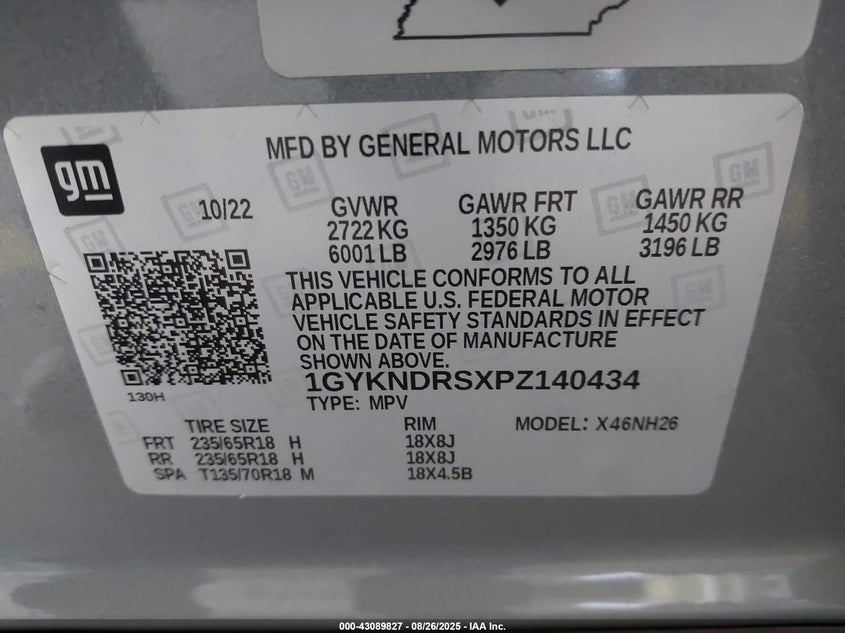 MFD BY GENERAL MOTORS LLC
gm
10/22 GVWR GAWR FRT GAWR RR
2722 KG 1350 KG 1450 KG
6001 LB 2976 LB 3196 LB
THIS VEHICLE CONFORMS TO ALL
APPLICABLE U.S. FEDERAL MOTOR
VEHICLE SAFETY STANDARDS IN EFFECT
ON THE DATE OF MANUFACTURE
SHOWN ABOVE.
1GYKNDRSXPZ140434
130H
TYPE: MPV
TIRE SIZE RIM MODEL: X46NH26
FRT 235/65R18 H 18X8J
RR 235/65R18 H 18X8J
SPA T135/70R18 M 18X4.5B
000-43089827 - 08/26/2025 - IAA Inc.